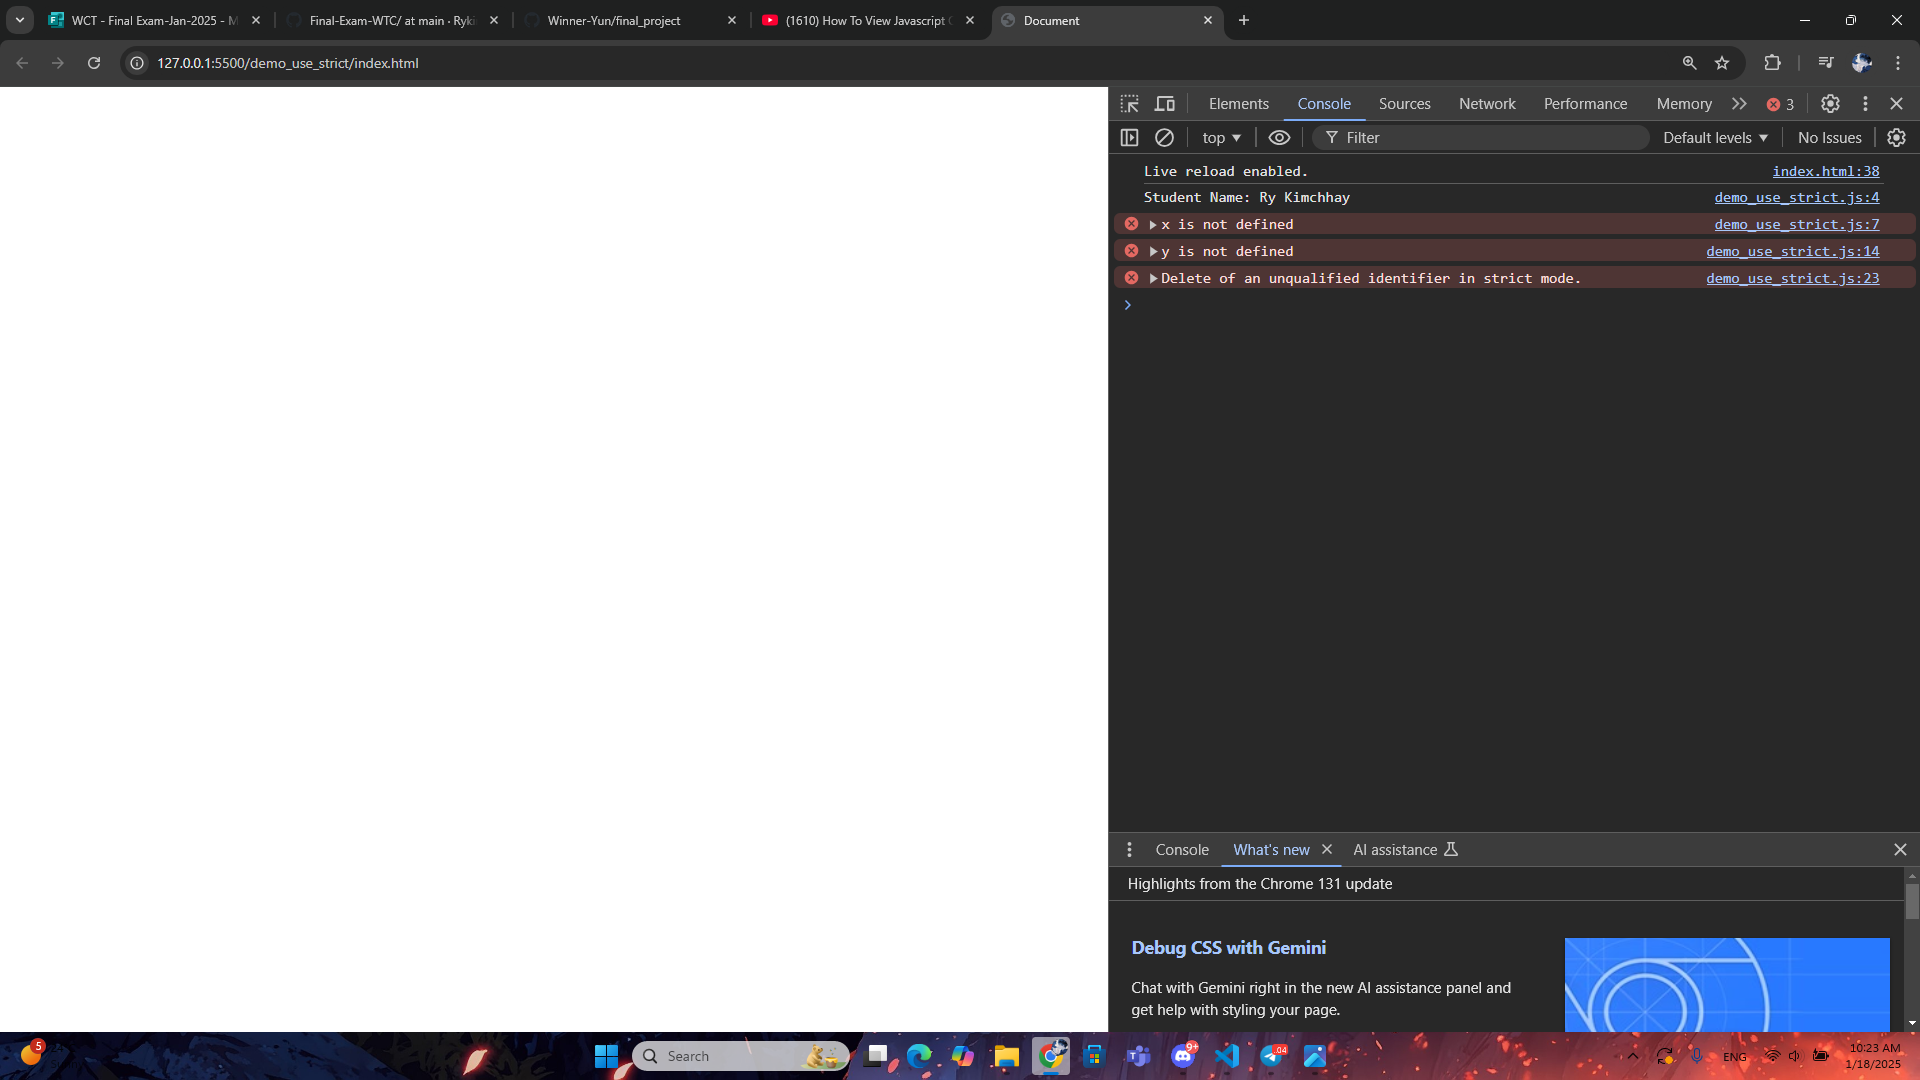 WCT - Final Exam-Jan-2025 - M
Final-Exam-WTC/ at main · Ryki
Winner-Yun/final_project
(1610) How To View Javascript C
Document
127.0.0.1:5500/demo_use_strict/index.html
Elements Console Sources Network Performance Memory 3
top Filter Default levels No Issues
Live reload enabled. index.html:38
Student Name: Ry Kimchhay demo_use_strict.js:4
x is not defined demo_use_strict.js:7
y is not defined demo_use_strict.js:14
Delete of an unqualified identifier in strict mode. demo_use_strict.js:23
Console What's new AI assistance
Highlights from the Chrome 131 update
Debug CSS with Gemini
Chat with Gemini right in the new AI assistance panel and
get help with styling your page.
5
Search
9+
.04
ENG
10:23 AM
1/18/2025